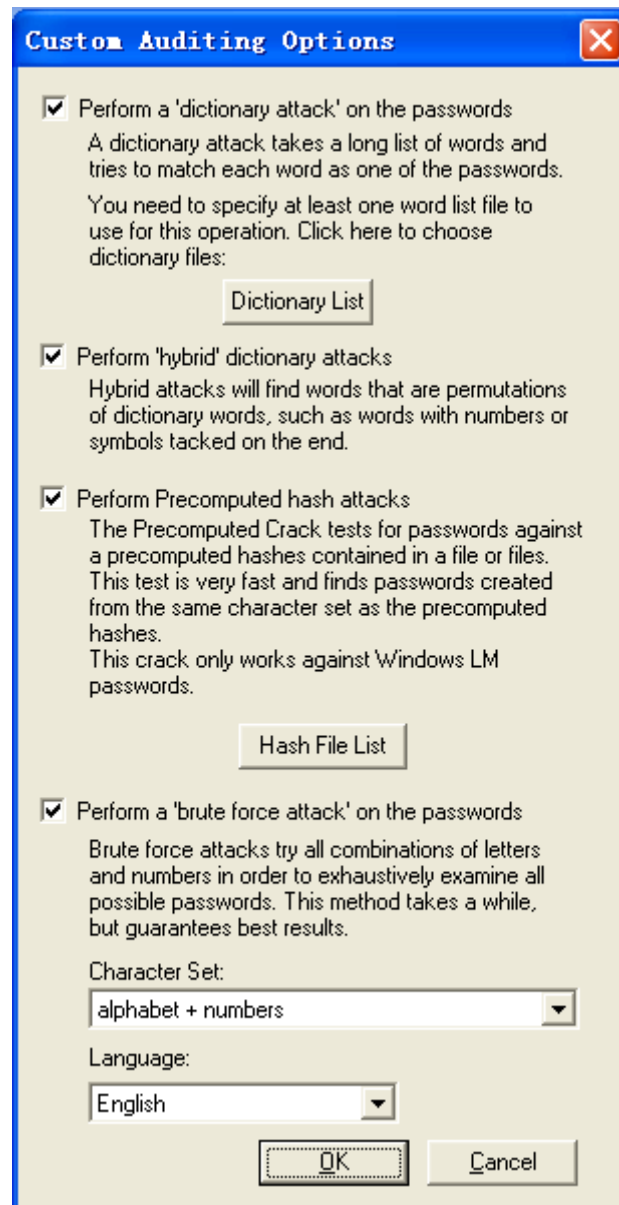 Custom Auditing Options
Perform a 'dictionary attack' on the passwords
A dictionary attack takes a long list of words and
tries to match each word as one of the passwords.
You need to specify at least one word list file to
use for this operation. Click here to choose
dictionary files:
Dictionary List
Perform 'hybrid' dictionary attacks
Hybrid attacks will find words that are permutations
of dictionary words, such as words with numbers or
symbols tacked on the end.
Perform Precomputed hash attacks
The Precomputed Crack tests for passwords against
a precomputed hashes contained in a file or files.
This test is very fast and finds passwords created
from the same character set as the precomputed
hashes.
This crack only works against Windows LM
passwords.
Hash File List
Perform a 'brute force attack' on the passwords
Brute force attacks try all combinations of letters
and numbers in order to exhaustively examine all
possible passwords. This method takes a while,
but guarantees best results.
Character Set:
alphabet + numbers
Language:
English
OK Cancel